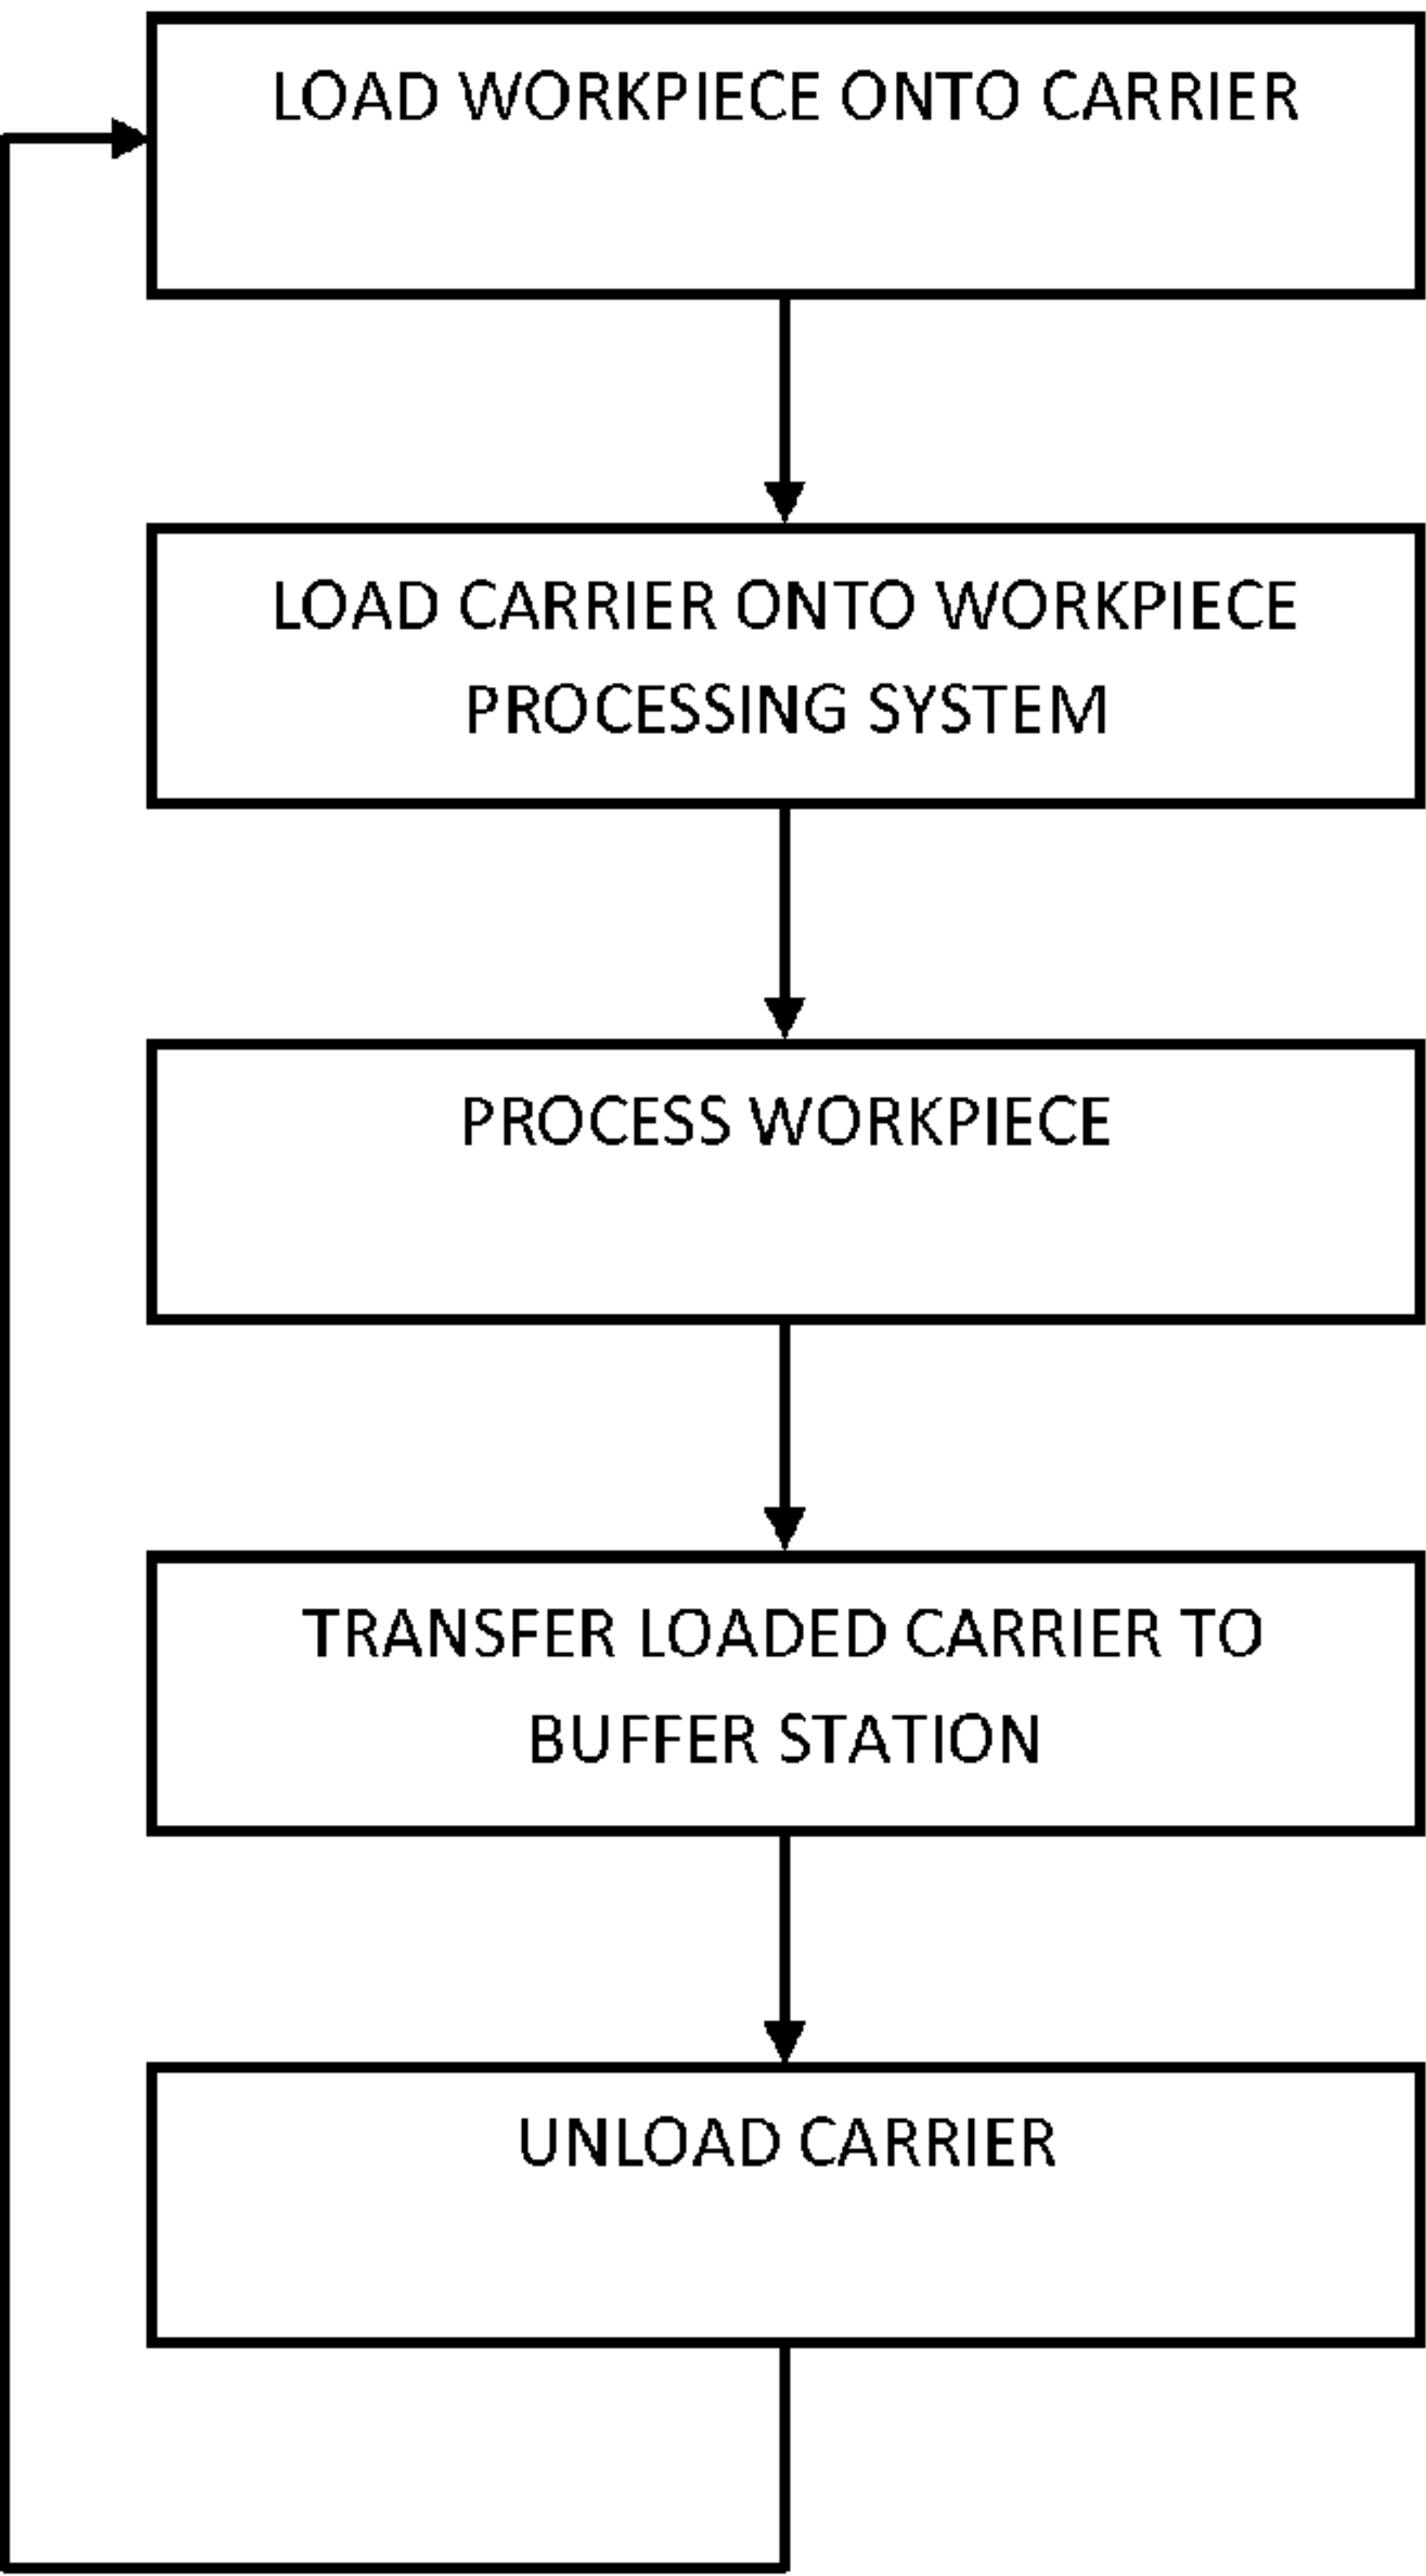 LOAD WORKPIECE ONTO CARRIER
LOAD CARRIER ONTO WORKPIECE
PROCESSING SYSTEM
PROCESS WORKPIECE
TRANSFER LOADED CARRIER TO
BUFFER STATION
UNLOAD CARRIER